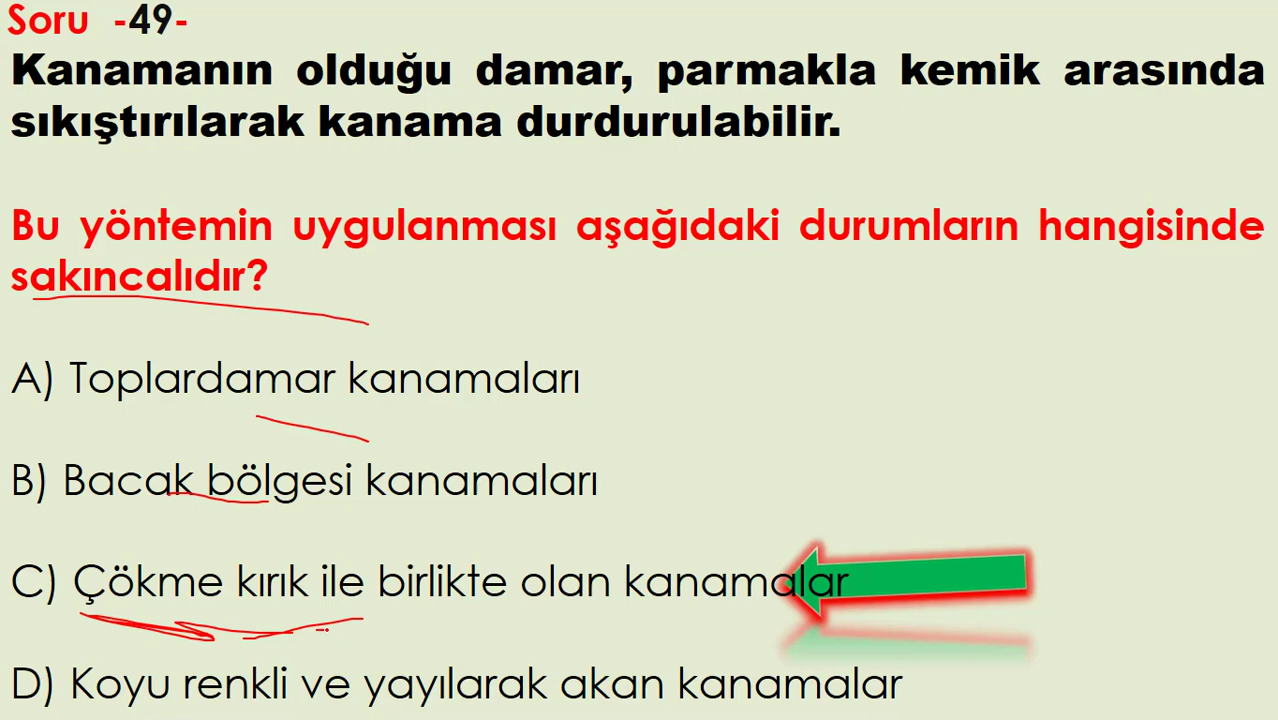 Soru -49-
Kanamanın olduğu damar, parmakla kemik arasında
sıkıştırılarak kanama durdurulabilir.
Bu yöntemin uygulanması aşağıdaki durumların hangisinde
sakıncalıdır?
A) Toplardamar kanamaları
B) Bacak bölgesi kanamaları
C) Çökme kırık ile birlikte olan kanamalar
D) Koyu renkli ve yayılarak akan kanamalar